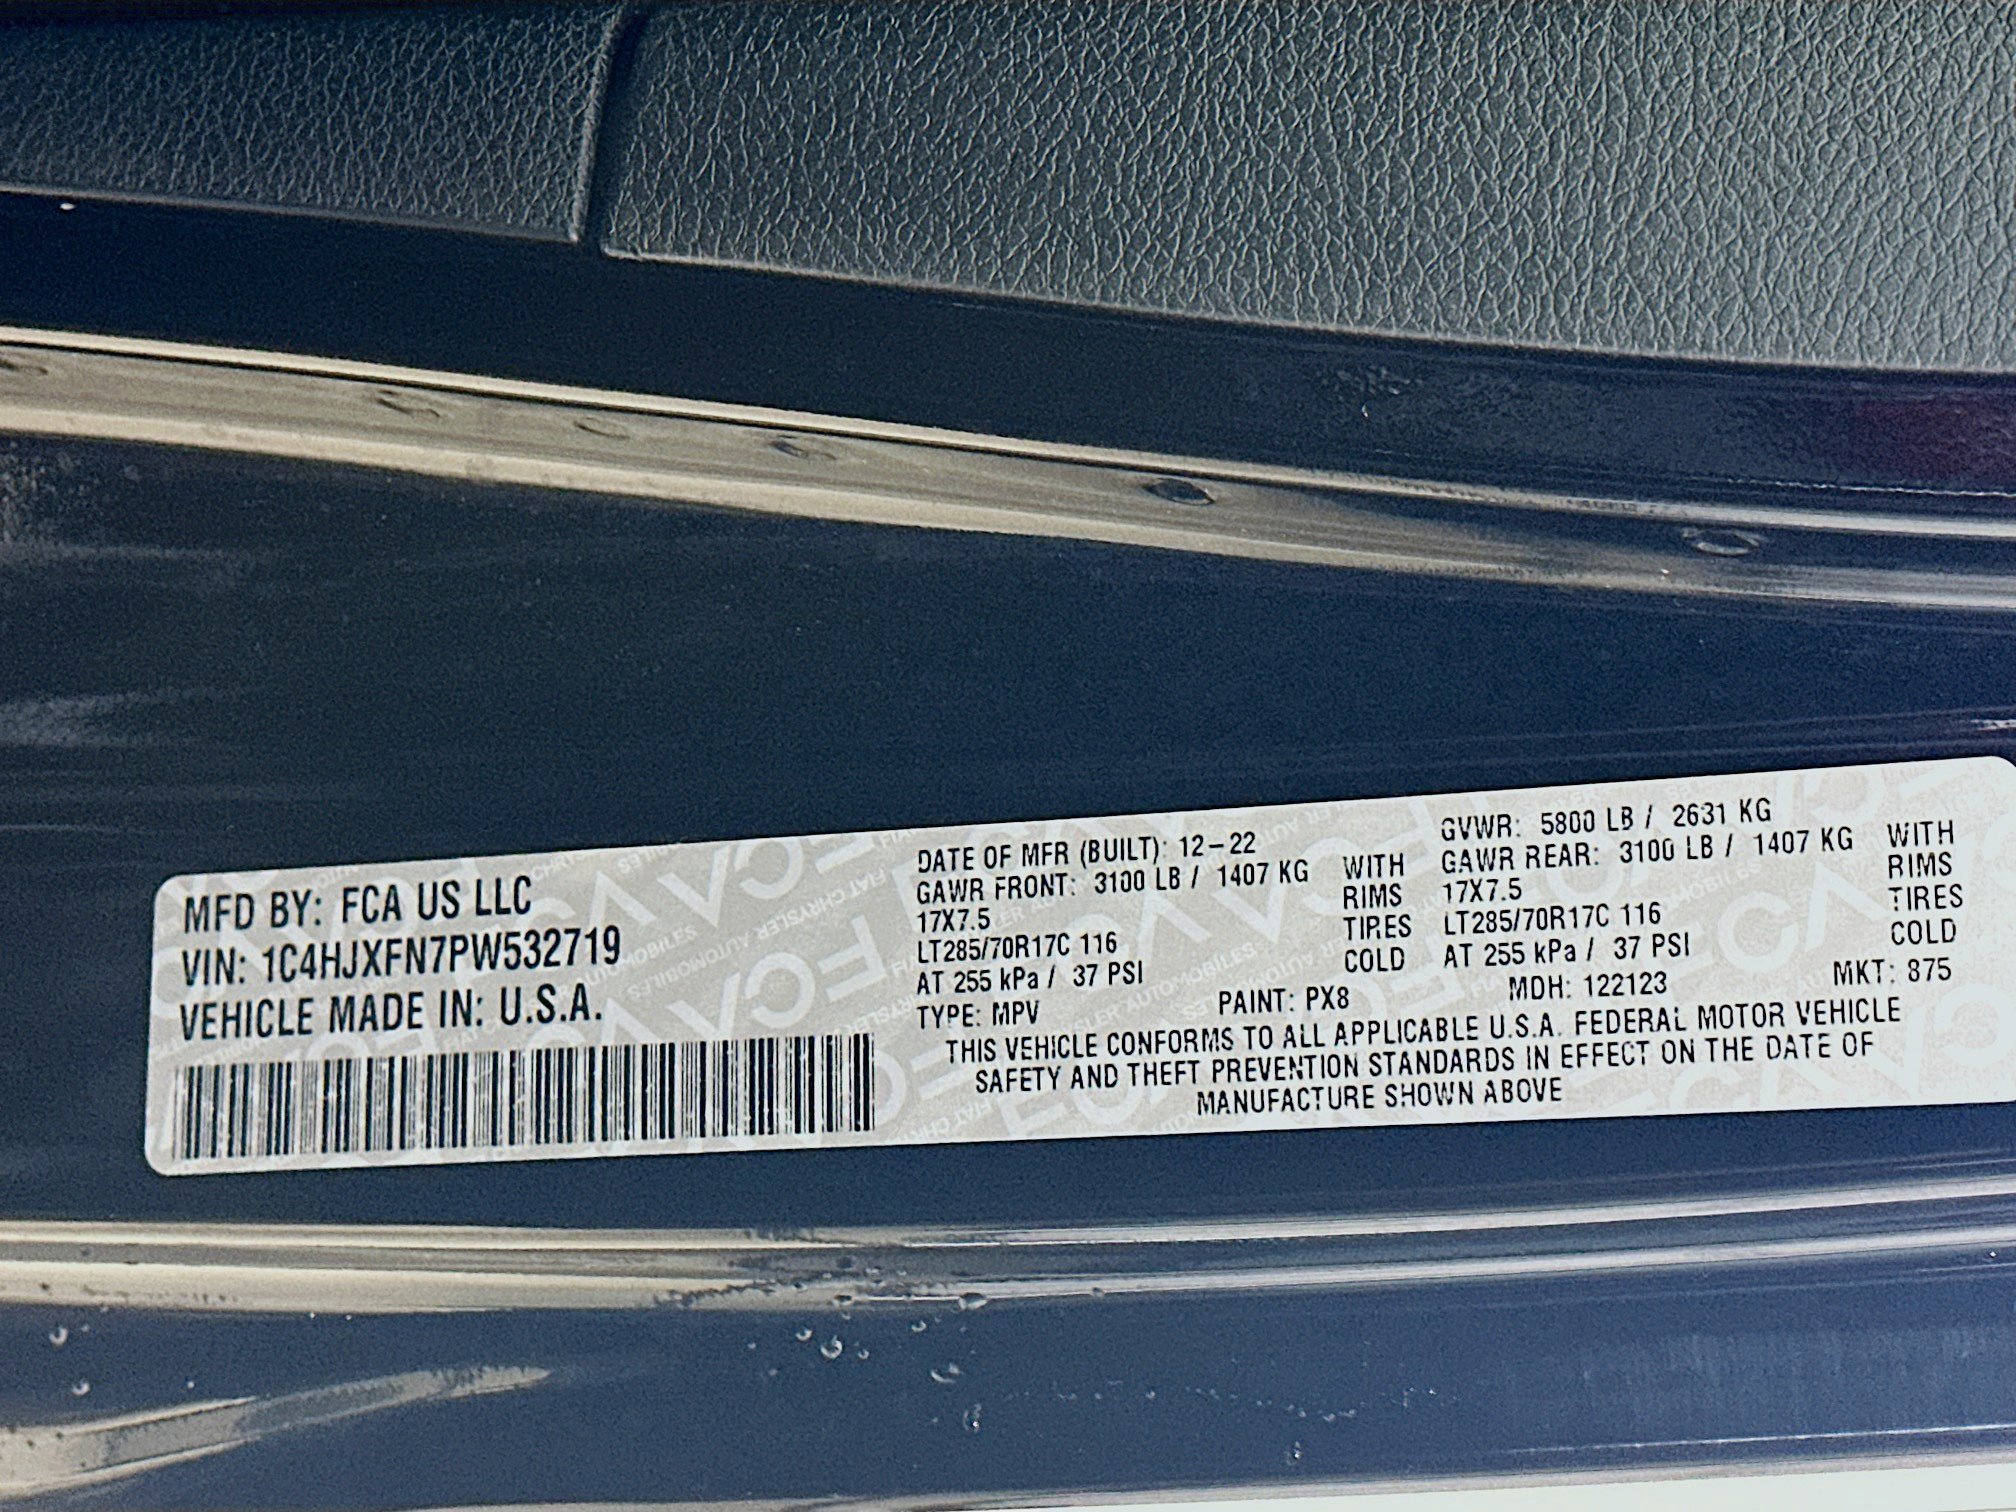 MFD BY: FCA US LLC
VIN: 1C4HJXFN7PW532719
VEHICLE MADE IN: U.S.A.
DATE OF MFR (BUILT): 12-22
GAWR FRONT: 3100 LB / 1407 KG WITH
17X7.5 RIMS
LT285/70R17C 116 TIRES
AT 255 kPa / 37 PSI COLD
GVWR: 5800 LB / 2631 KG
GAWR REAR: 3100 LB / 1407 KG WITH
17X7.5 RIMS
LT285/70R17C 116 TIRES
AT 255 kPa / 37 PSI COLD
TYPE: MPV PAINT: PX8 MDH: 122123 MKT: 875
THIS VEHICLE CONFORMS TO ALL APPLICABLE U.S.A. FEDERAL MOTOR VEHICLE
SAFETY AND THEFT PREVENTION STANDARDS IN EFFECT ON THE DATE OF
MANUFACTURE SHOWN ABOVE